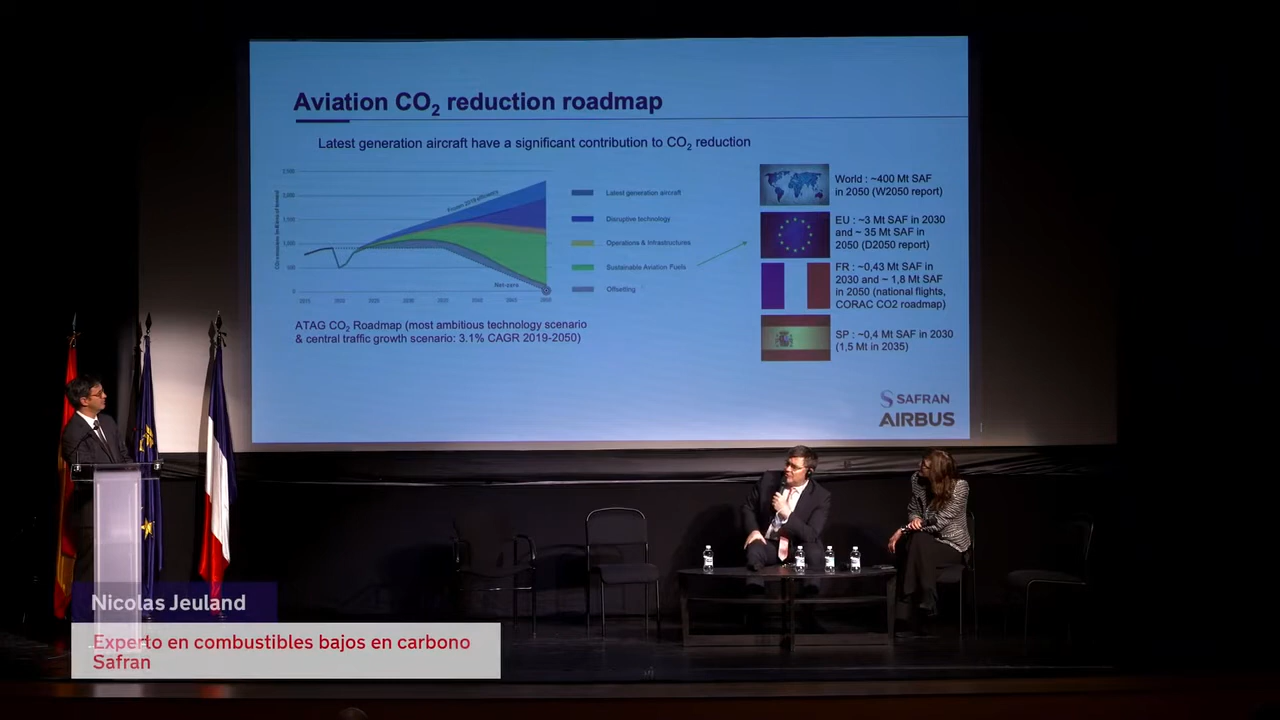 Aviation CO2 reduction roadmap
Latest generation aircraft have a significant contribution to CO2 reduction
Frozen 2019 efficiency
Net-zero
Latest generation aircraft
Disruptive technology
Operations & Infrastructures
Sustainable Aviation Fuels
Offsetting
ATAG CO2 Roadmap (most ambitious technology scenario
& central traffic growth scenario: 3.1% CAGR 2019-2050)
World : ~400 Mt SAF
in 2050 (W2050 report)
EU : ~3 Mt SAF in 2030
and ~ 35 Mt SAF in
2050 (D2050 report)
FR : ~0,43 Mt SAF in
2030 and ~ 1,8 Mt SAF
in 2050 (national flights,
CORAC CO2 roadmap)
SP : ~0,4 Mt SAF in 2030
(1,5 Mt in 2035)
SAFRAN
AIRBUS
Nicolas Jeuland
Experto en combustibles bajos en carbono
Safran